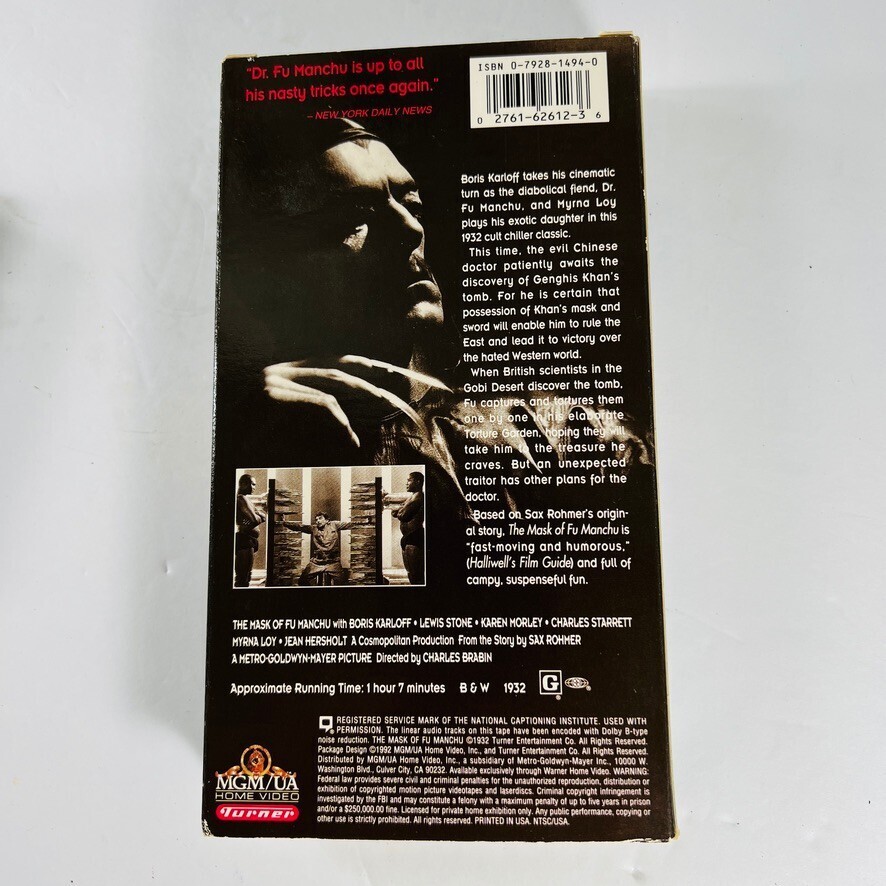 "Dr. Fu Manchu is up to all
his nasty tricks once again."
– NEW YORK DAILY NEWS
ISBN 0-7928-1494-0
0 2761-62612-3 6
Boris Karloff takes his cinematic
turn as the diabolical fiend, Dr.
Fu Manchu, and Myrna Loy
plays his exotic daughter in this
1932 cult chiller classic.
This time, the evil Chinese
doctor patiently awaits the
discovery of Genghis Khan's
tomb. For he is certain that
possession of Khan's mask and
sword will enable him to rule the
East and lead it to victory over
the hated Western world.
When British scientists in the
Gobi Desert discover the tomb,
Fu captures and tortures them
one by one in his elaborate
Torture Garden, hoping they will
take him to the treasure he
craves. But an unexpected
traitor has other plans for the
doctor.
Based on Sax Rohmer's origin-
al story, The Mask of Fu Manchu is
"fast-moving and humorous,"
(Halliwell's Film Guide) and full of
campy, suspenseful fun.
THE MASK OF FU MANCHU with BORIS KARLOFF • LEWIS STONE • KAREN MORLEY • CHARLES STARRETT
MYRNA LOY • JEAN HERSHOLT A Cosmopolitan Production From the Story by SAX ROHMER
A METRO-GOLDWYN-MAYER PICTURE Directed by CHARLES BRABIN
Approximate Running Time: 1 hour 7 minutes B & W 1932 G
REGISTERED SERVICE MARK OF THE NATIONAL CAPTIONING INSTITUTE. USED WITH
PERMISSION. The linear audio tracks on this tape have been encoded with Dolby B-type
noise reduction. THE MASK OF FU MANCHU ©1932 Turner Entertainment Co. All Rights Reserved.
Package Design ©1992 MGM/UA Home Video, Inc., and Turner Entertainment Co. All Rights Reserved.
Distributed by MGM/UA Home Video, Inc., a subsidiary of Metro-Goldwyn-Mayer Inc., 10000 W.
Washington Blvd., Culver City, CA 90232. Available exclusively through Warner Home Video. WARNING:
Federal law provides severe civil and criminal penalties for the unauthorized reproduction, distribution or
exhibition of copyrighted motion picture videotapes and laserdiscs. Criminal copyright infringement is
investigated by the FBI and may constitute a felony with a maximum penalty of up to five years in prison
and/or a $250,000.00 fine. Licensed for private home exhibition only. Any public performance, copying or
other use is strictly prohibited. All rights reserved. PRINTED IN USA. NTSC/USA.
MGM/UA
HOME VIDEO
Turner